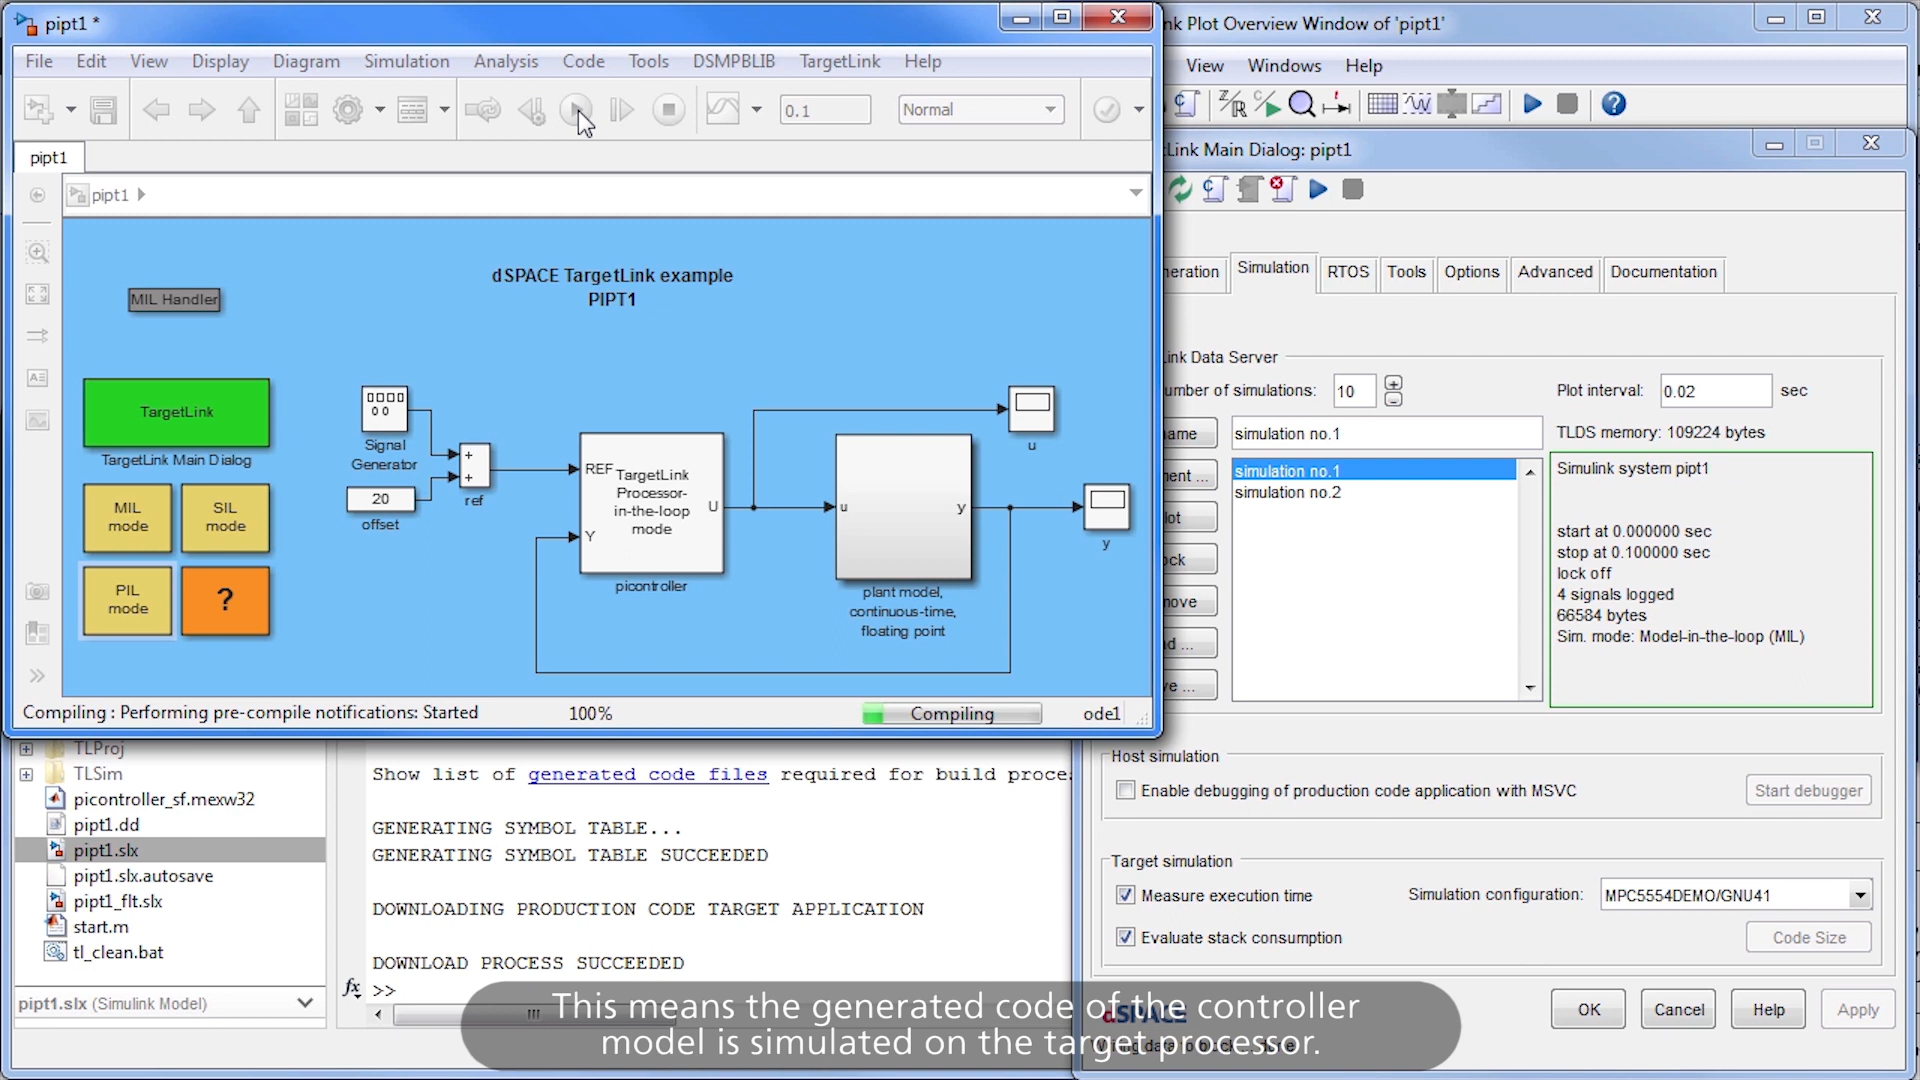 pipt1 *
File Edit View Display Diagram Simulation Analysis Code Tools DSMPBLIB TargetLink Help
0.1 Normal
pipt1
pipt1
dSPACE TargetLink example
PIPT1
MIL Handler
TargetLink
TargetLink Main Dialog
MIL
mode
SIL
mode
PIL
mode
?
Signal
Generator
20
offset
+
+
ref
REF
TargetLink
Processor-
in-the-loop
mode
U
Y
picontroller
u
y
plant model,
continuous-time,
floating point
u
y
Compiling : Performing pre-compile notifications: Started 100% Compiling ode1
nk Plot Overview Window of 'pipt1'
View Windows Help
Link Main Dialog: pipt1
neration Simulation RTOS Tools Options Advanced Documentation
Link Data Server
umber of simulations: 10 Plot interval: 0.02 sec
ame simulation no.1 TLDS memory: 109224 bytes
simulation no.1
simulation no.2
ent ...
lot
ock
nove
d ...
ve ...
Simulink system pipt1
start at 0.000000 sec
stop at 0.100000 sec
lock off
4 signals logged
66584 bytes
Sim. mode: Model-in-the-loop (MIL)
Host simulation
Enable debugging of production code application with MSVC Start debugger
Target simulation
Measure execution time Simulation configuration: MPC5554DEMO/GNU41
Evaluate stack consumption Code Size
OK Cancel Help Apply
dSPACE
TLProj
TLSim
picontroller_sf.mexw32
pipt1.dd
pipt1.slx
pipt1.slx.autosave
pipt1_flt.slx
start.m
tl_clean.bat
pipt1.slx (Simulink Model)
Show list of generated code files required for build proce
GENERATING SYMBOL TABLE...
GENERATING SYMBOL TABLE SUCCEEDED
DOWNLOADING PRODUCTION CODE TARGET APPLICATION
DOWNLOAD PROCESS SUCCEEDED
fx >>
This means the generated code of the controller
model is simulated on the target processor.